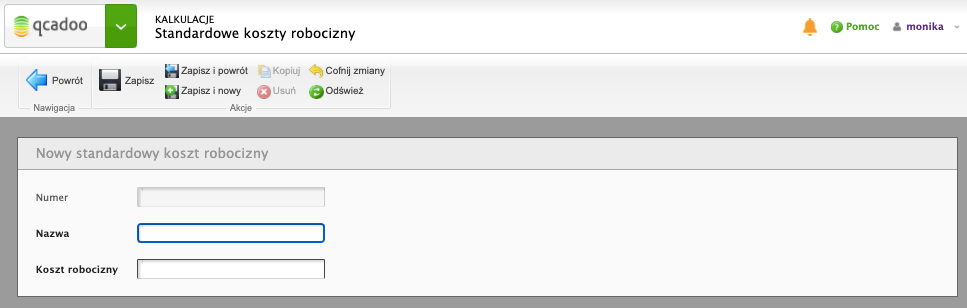 qcadoo
KALKULACJE
Standardowe koszty robocizny
Pomoc
monika
Powrót
Zapisz
Zapisz i powrót
Kopiuj
Cofnij zmiany
Zapisz i nowy
Usuń
Odśwież
Nawigacja
Akcje
Nowy standardowy koszt robocizny
Numer
Nazwa
Koszt robocizny